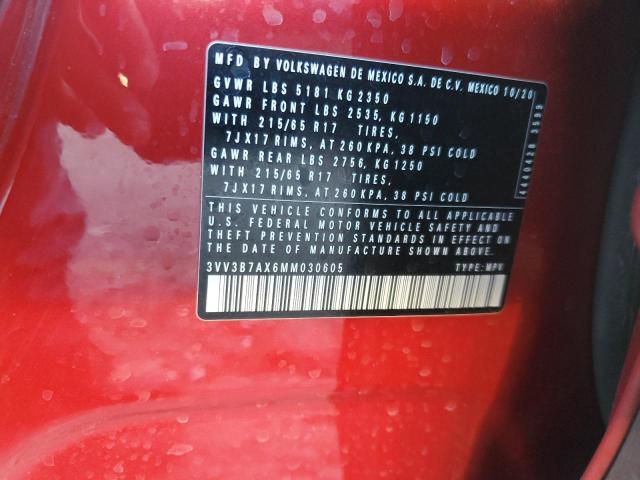 MFD BY VOLKSWAGEN DE MEXICO S.A. DE C.V. MEXICO 10/20
GVWR LBS 5181 KG 2350
GAWR FRONT LBS 2535, KG 1150
WITH 215/65 R17 TIRES,
7JX17 RIMS, AT 260 KPA, 38 PSI COLD
GAWR REAR LBS 2756, KG 1250
WITH 215/65 R17 TIRES,
7JX17 RIMS, AT 260 KPA, 38 PSI COLD
THIS VEHICLE CONFORMS TO ALL APPLICABLE
U.S. FEDERAL MOTOR VEHICLE SAFETY AND
THEFT PREVENTION STANDARDS IN EFFECT ON
THE DATE OF MANUFACTURE SHOWN ABOVE
3VV3B7AX6MM030605 TYPE: MPV